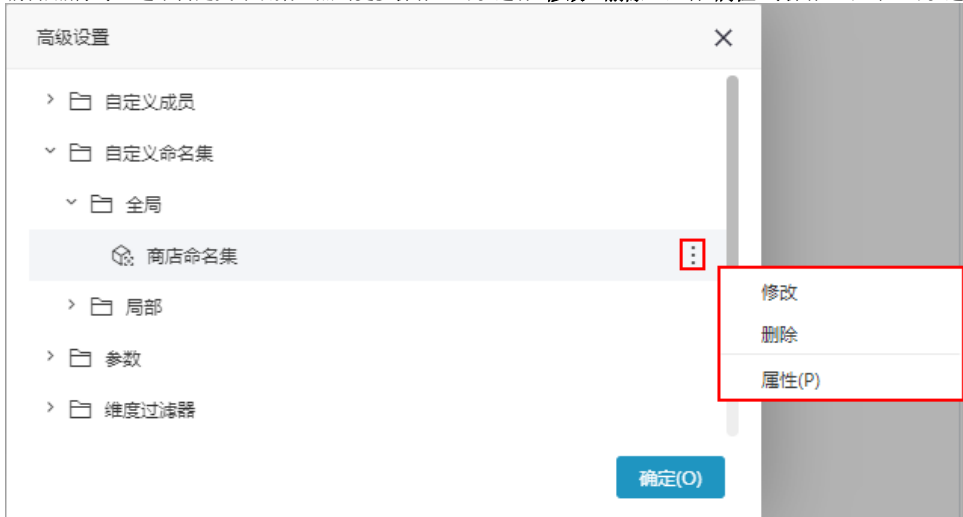 高级设置
自定义成员
自定义命名集
全局
商店命名集
修改
局部
删除
参数
属性(P)
维度过滤器
确定(O)